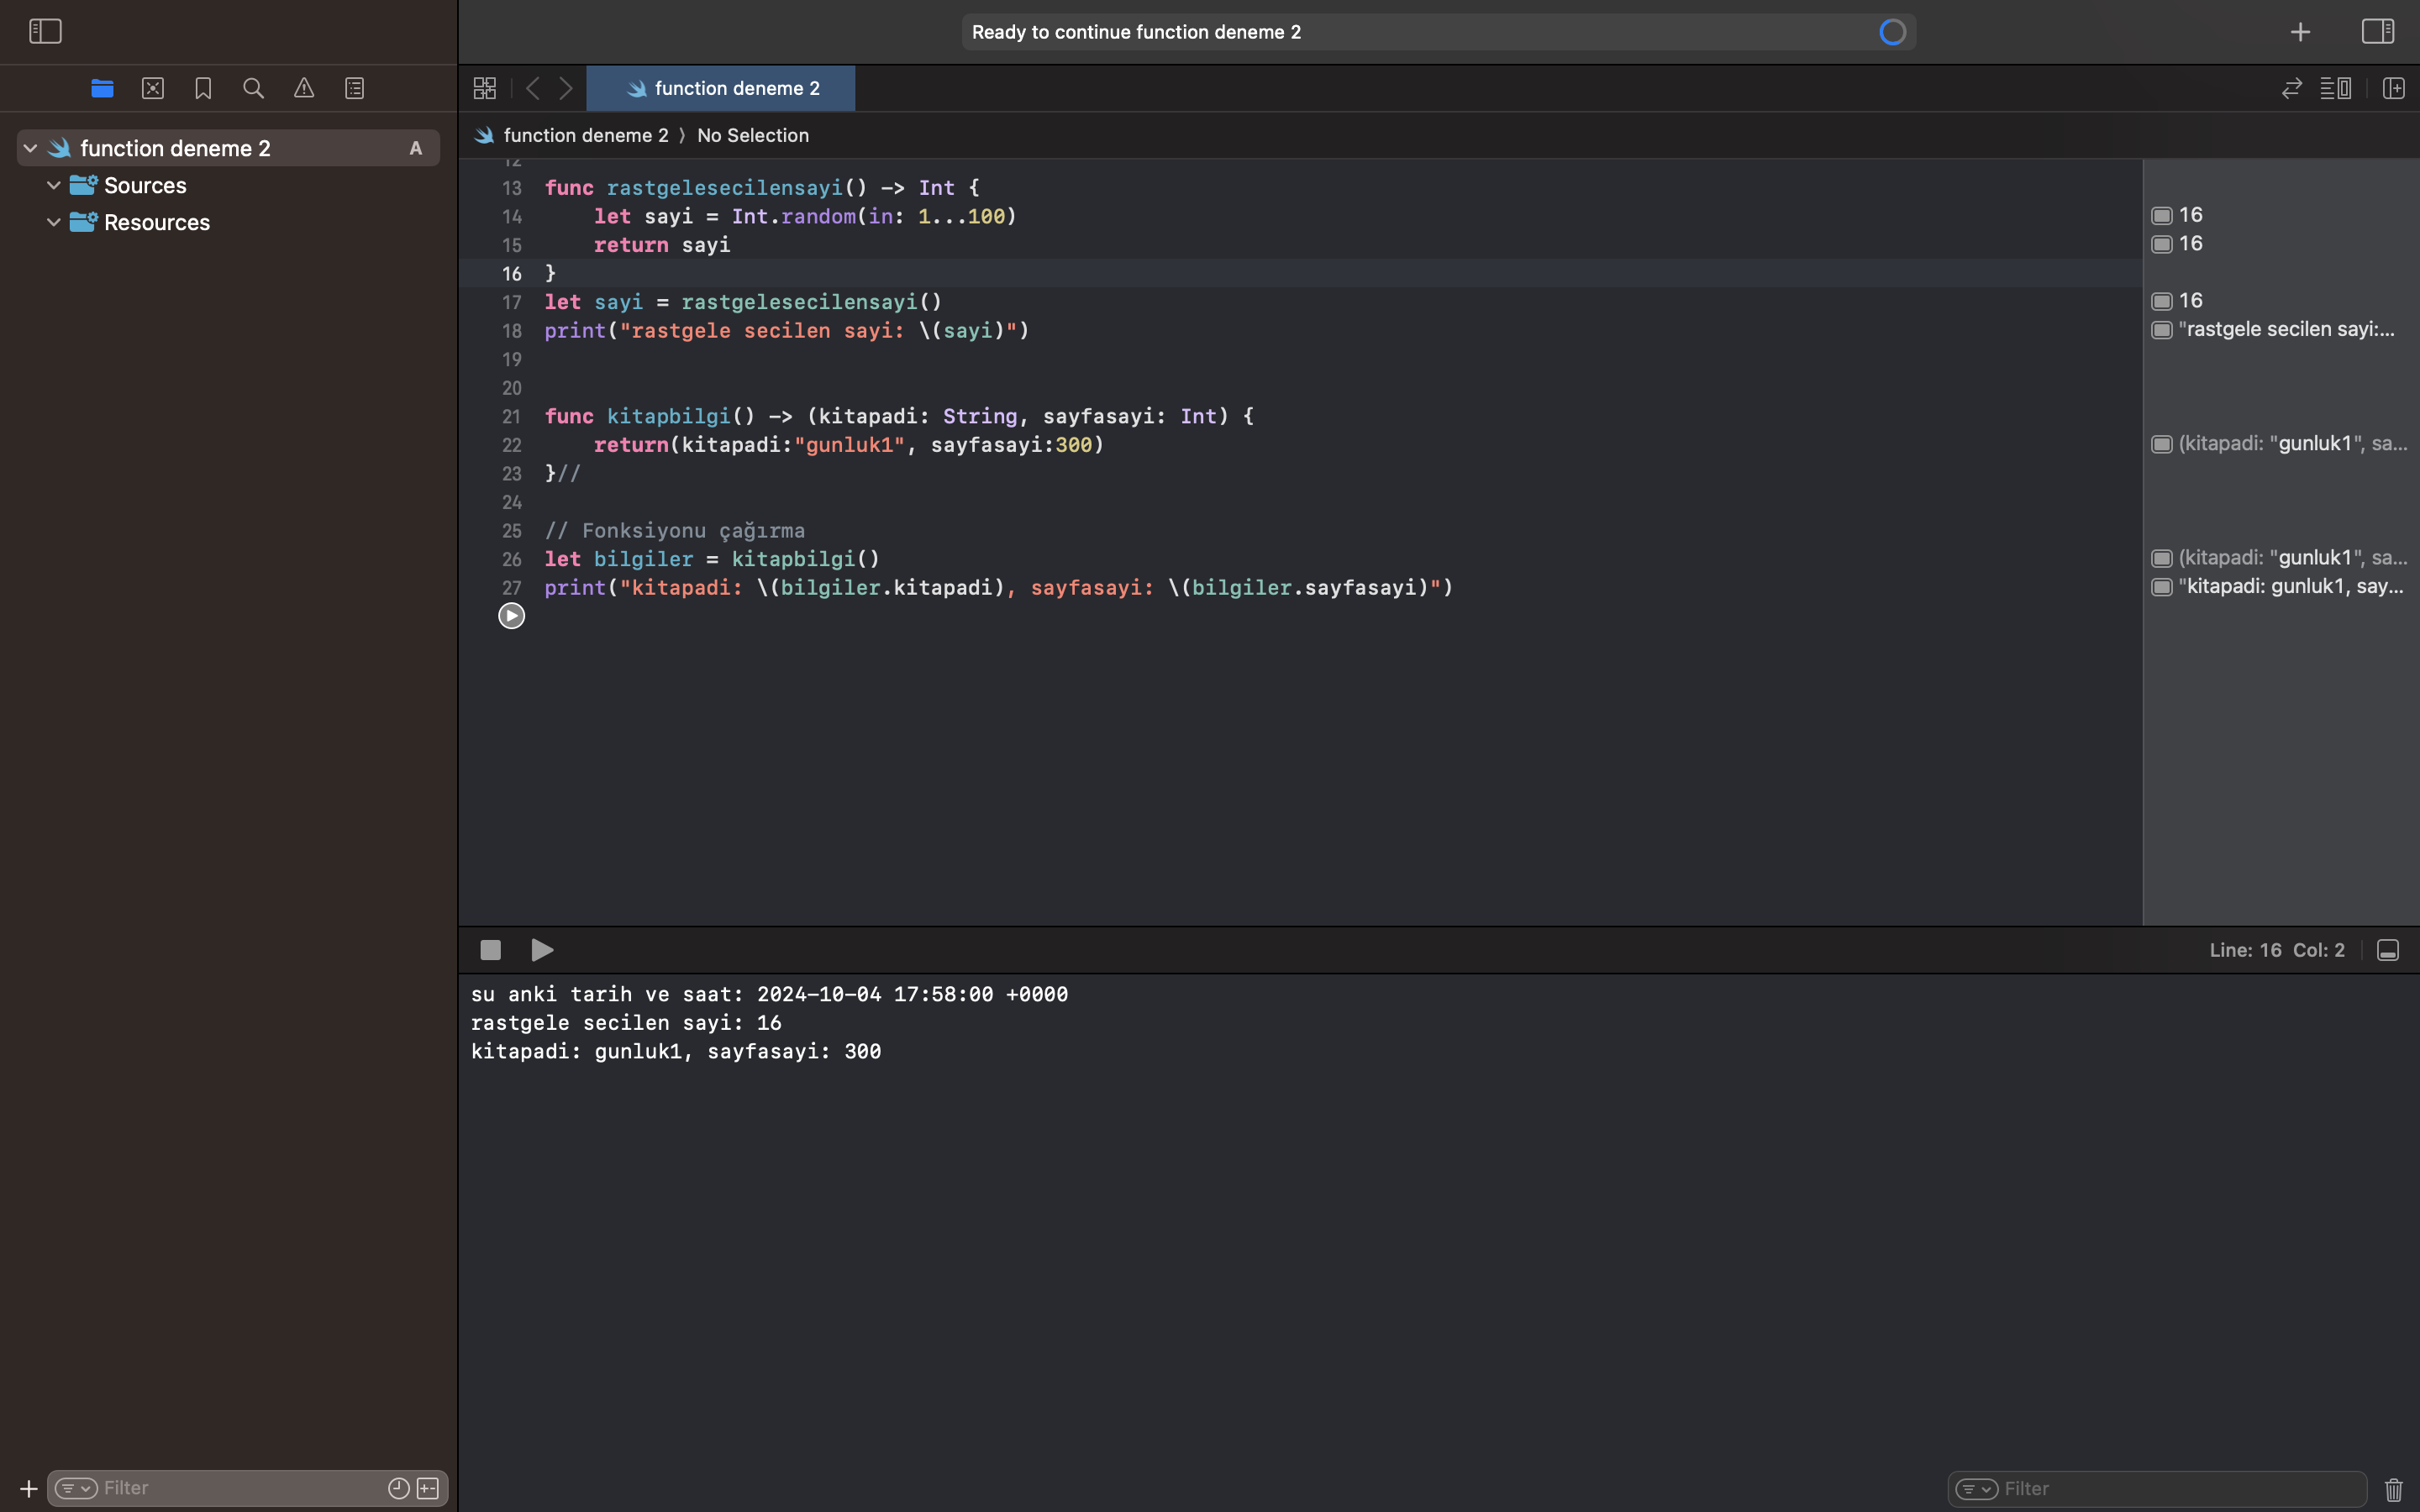 Ready to continue function deneme 2
function deneme 2
function deneme 2 A
Sources
Resources
function deneme 2 ⟩ No Selection
12
13 func rastgelesecilensayi() -> Int {
14 let sayi = Int.random(in: 1...100)
16
15 return sayi
16
16 }
17 let sayi = rastgelesecilensayi()
16
18 print("rastgele secilen sayi: \(sayi)")
"rastgele secilen sayi:...
19
20
21 func kitapbilgi() -> (kitapadi: String, sayfasayi: Int) {
22 return(kitapadi:"gunluk1", sayfasayi:300)
(kitapadi: "gunluk1", sa...
23 }//
24
25 // Fonksiyonu çağırma
26 let bilgiler = kitapbilgi()
(kitapadi: "gunluk1", sa...
27 print("kitapadi: \(bilgiler.kitapadi), sayfasayi: \(bilgiler.sayfasayi)")
"kitapadi: gunluk1, say...
Line: 16 Col: 2
su anki tarih ve saat: 2024-10-04 17:58:00 +0000
rastgele secilen sayi: 16
kitapadi: gunluk1, sayfasayi: 300
Filter
Filter